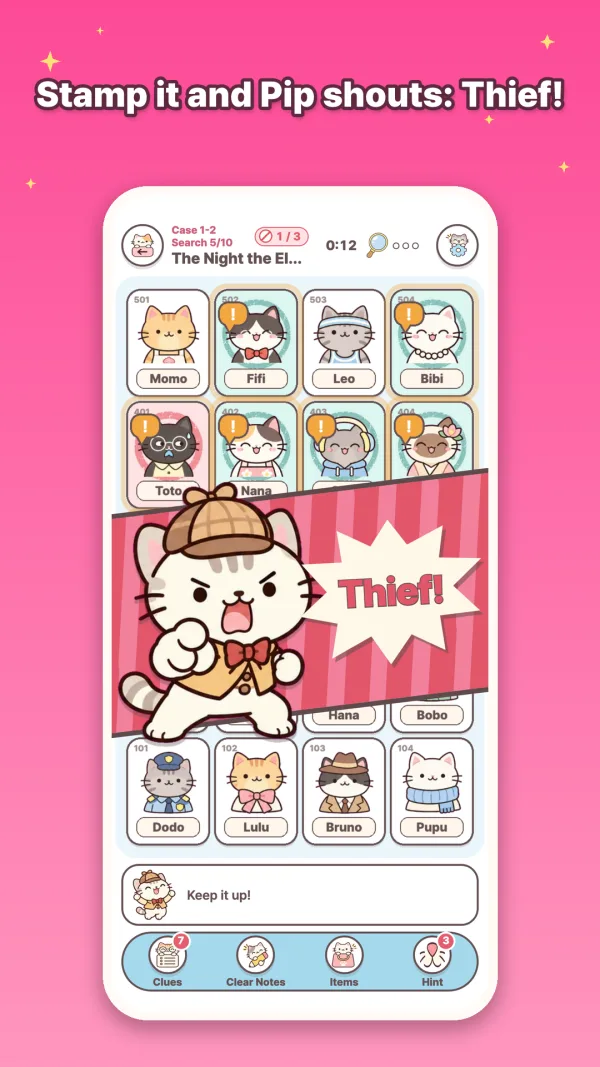 Stamp it and Pip shouts: Thief!
Case 1-2
Search 5/10
1 / 3
The Night the El...
0:12
501
502
503
504
!
!
Momo
Fifi
Leo
Bibi
401
402
403
404
!
!
!
!
Toto
Nana
Thief!
Hana
Bobo
101
102
103
104
Dodo
Lulu
Bruno
Pupu
Keep it up!
7
3
Clues
Clear Notes
Items
Hint